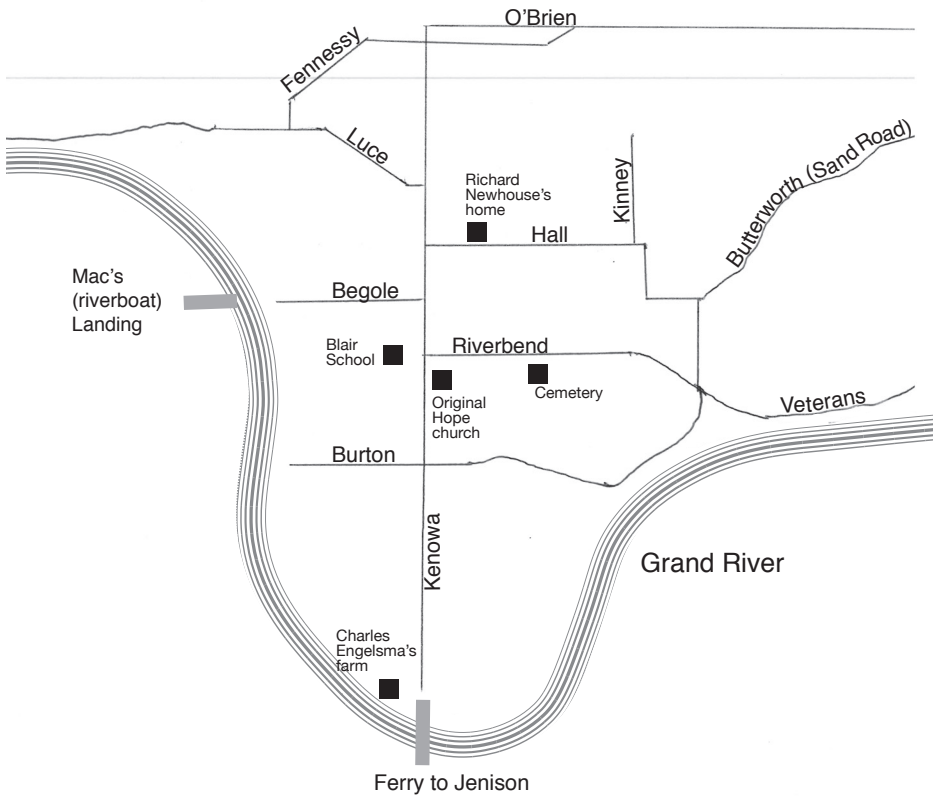 O'Brien
Fennessy
Luce
Richard
Newhouse's
home
Kinney
Butterworth (Sand Road)
Hall
Mac's
(riverboat)
Landing
Begole
Blair
School
Riverbend
Original
Hope
church
Cemetery
Veterans
Burton
Kenowa
Grand River
Charles
Engelsma's
farm
Ferry to Jenison